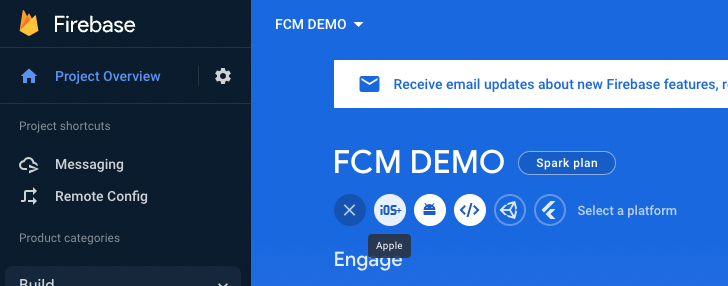 Firebase
FCM DEMO
Project Overview
Receive email updates about new Firebase features,
Project shortcuts
Messaging
Remote Config
Product categories
Build
FCM DEMO
Spark plan
iOS+
Select a platform
Apple
Engage